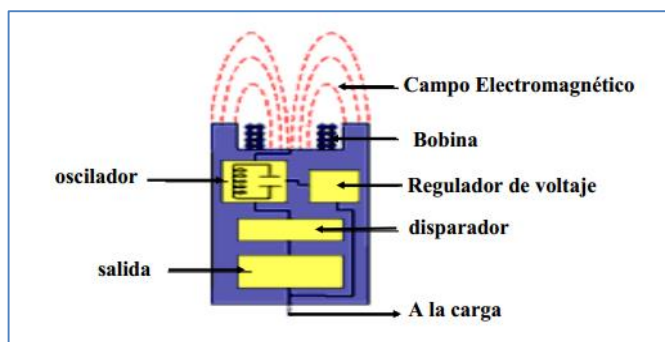 Campo Electromagnético
Bobina
oscilador
Regulador de voltaje
disparador
salida
A la carga